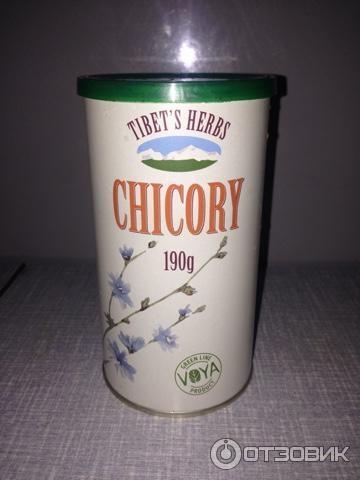 TIBET'S HERBS
CHICORY
190g
GREEN LINE
VOYA
PRODUCT
ОТЗОВИК